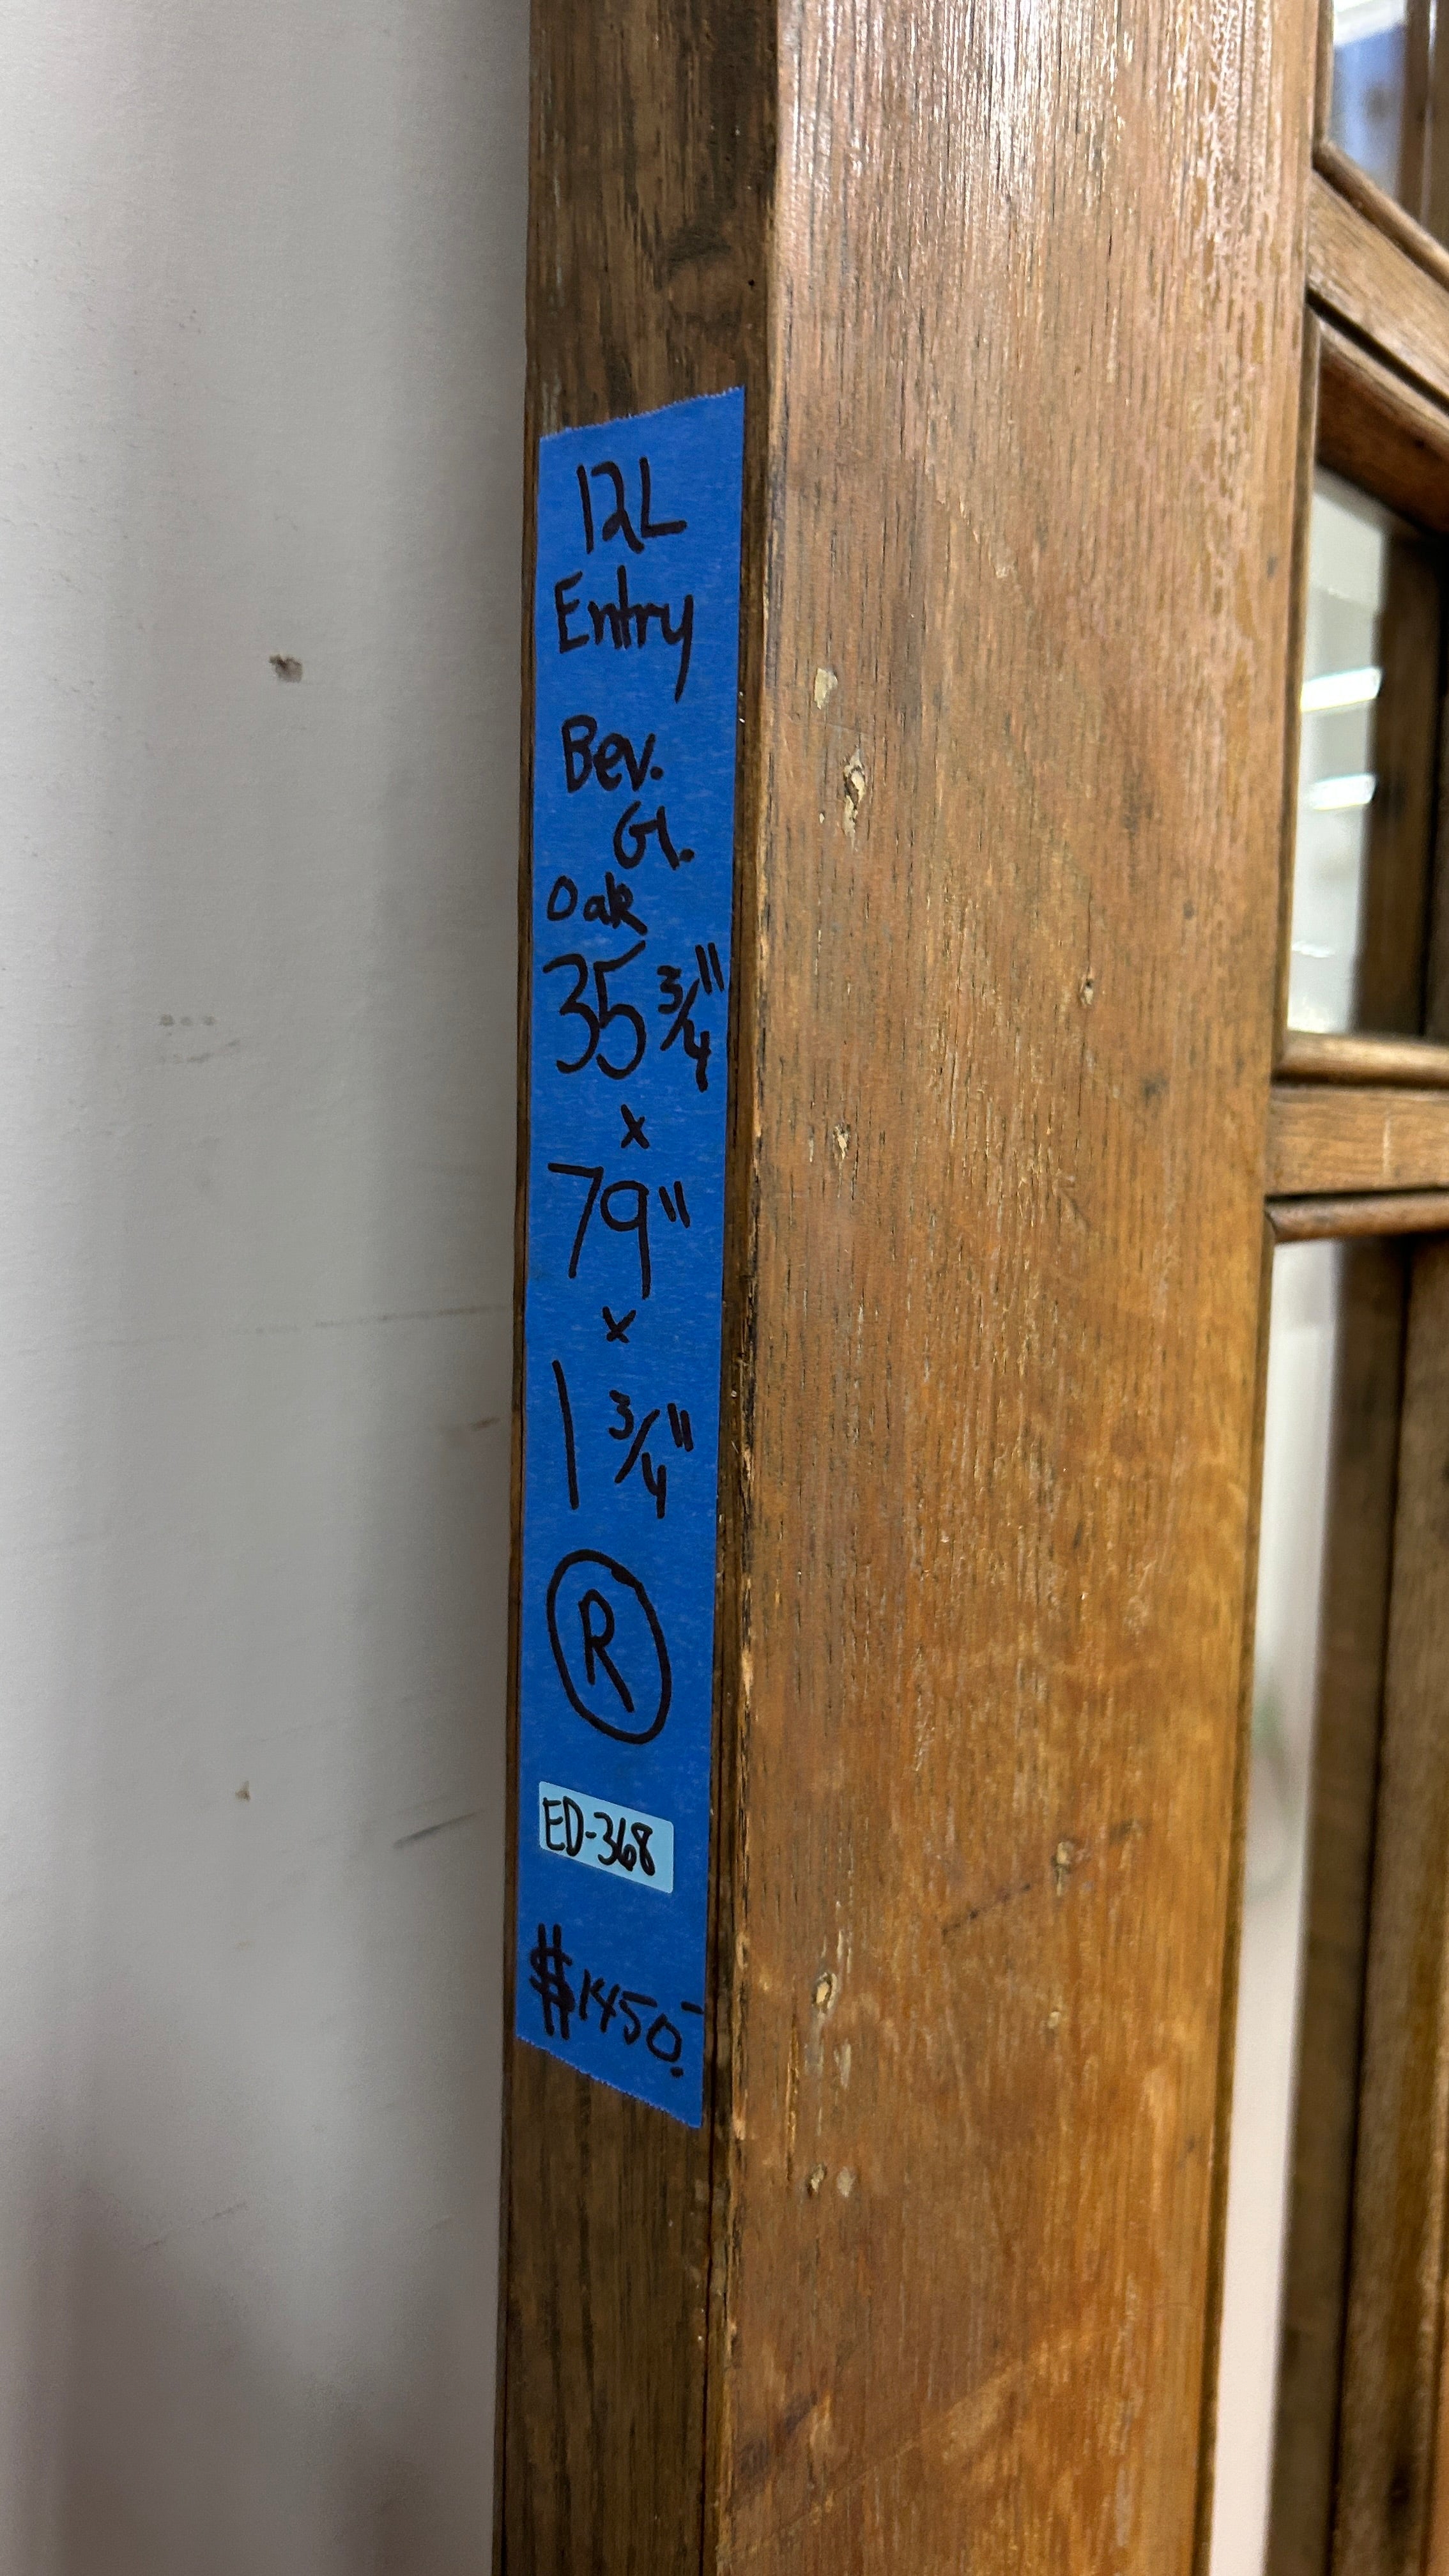 12L
Entry
Bev.
Gl.
Oak
35 3/4"
x
79"
x
1 3/4"
R
ED-368
$1450.-